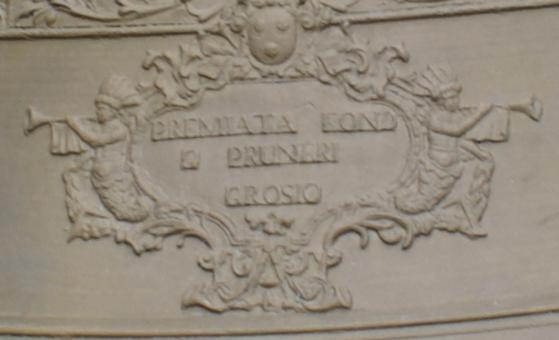 PREMIATA FOND
G PRUNERI
GROSIO